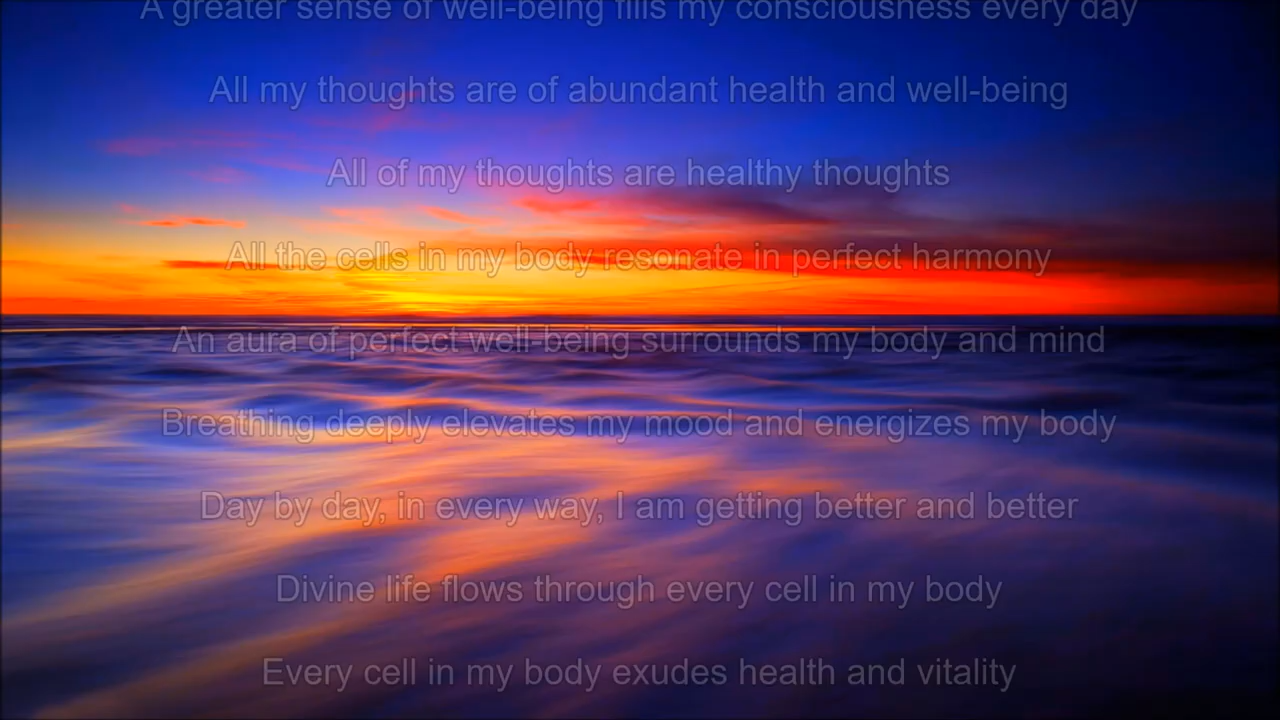 A greater sense of well-being fills my consciousness every day
All my thoughts are of abundant health and well-being
All of my thoughts are healthy thoughts
All the cells in my body resonate in perfect harmony
An aura of perfect well-being surrounds my body and mind
Breathing deeply elevates my mood and energizes my body
Day by day, in every way, I am getting better and better
Divine life flows through every cell in my body
Every cell in my body exudes health and vitality